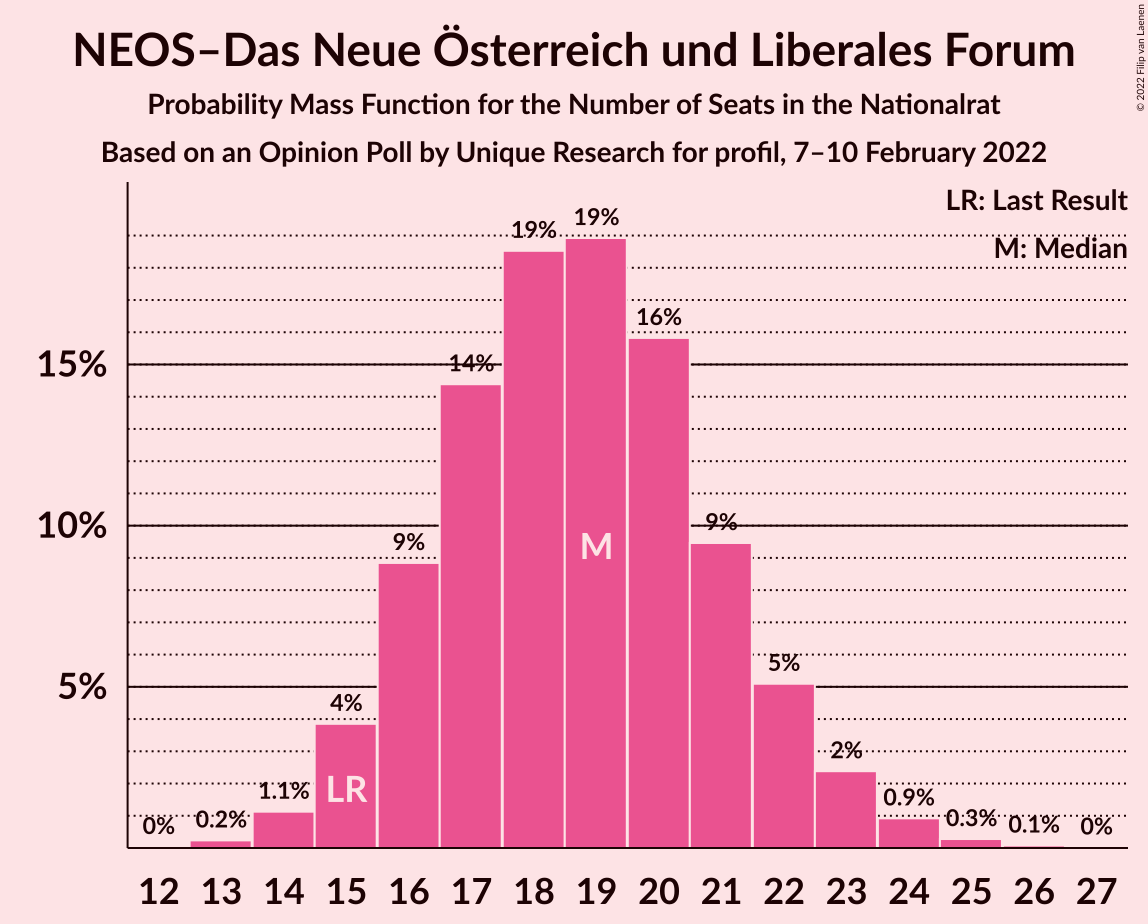 NEOS–Das Neue Österreich und Liberales Forum
Probability Mass Function for the Number of Seats in the Nationalrat
Based on an Opinion Poll by Unique Research for profil, 7–10 February 2022
© 2022 Filip van Laenen
LR: Last Result
M: Median
15%
10%
5%
0%
0.2%
1.1%
4%
9%
14%
19%
19%
16%
9%
5%
2%
0.9%
0.3%
0.1%
0%
LR
M
12 13 14 15 16 17 18 19 20 21 22 23 24 25 26 27